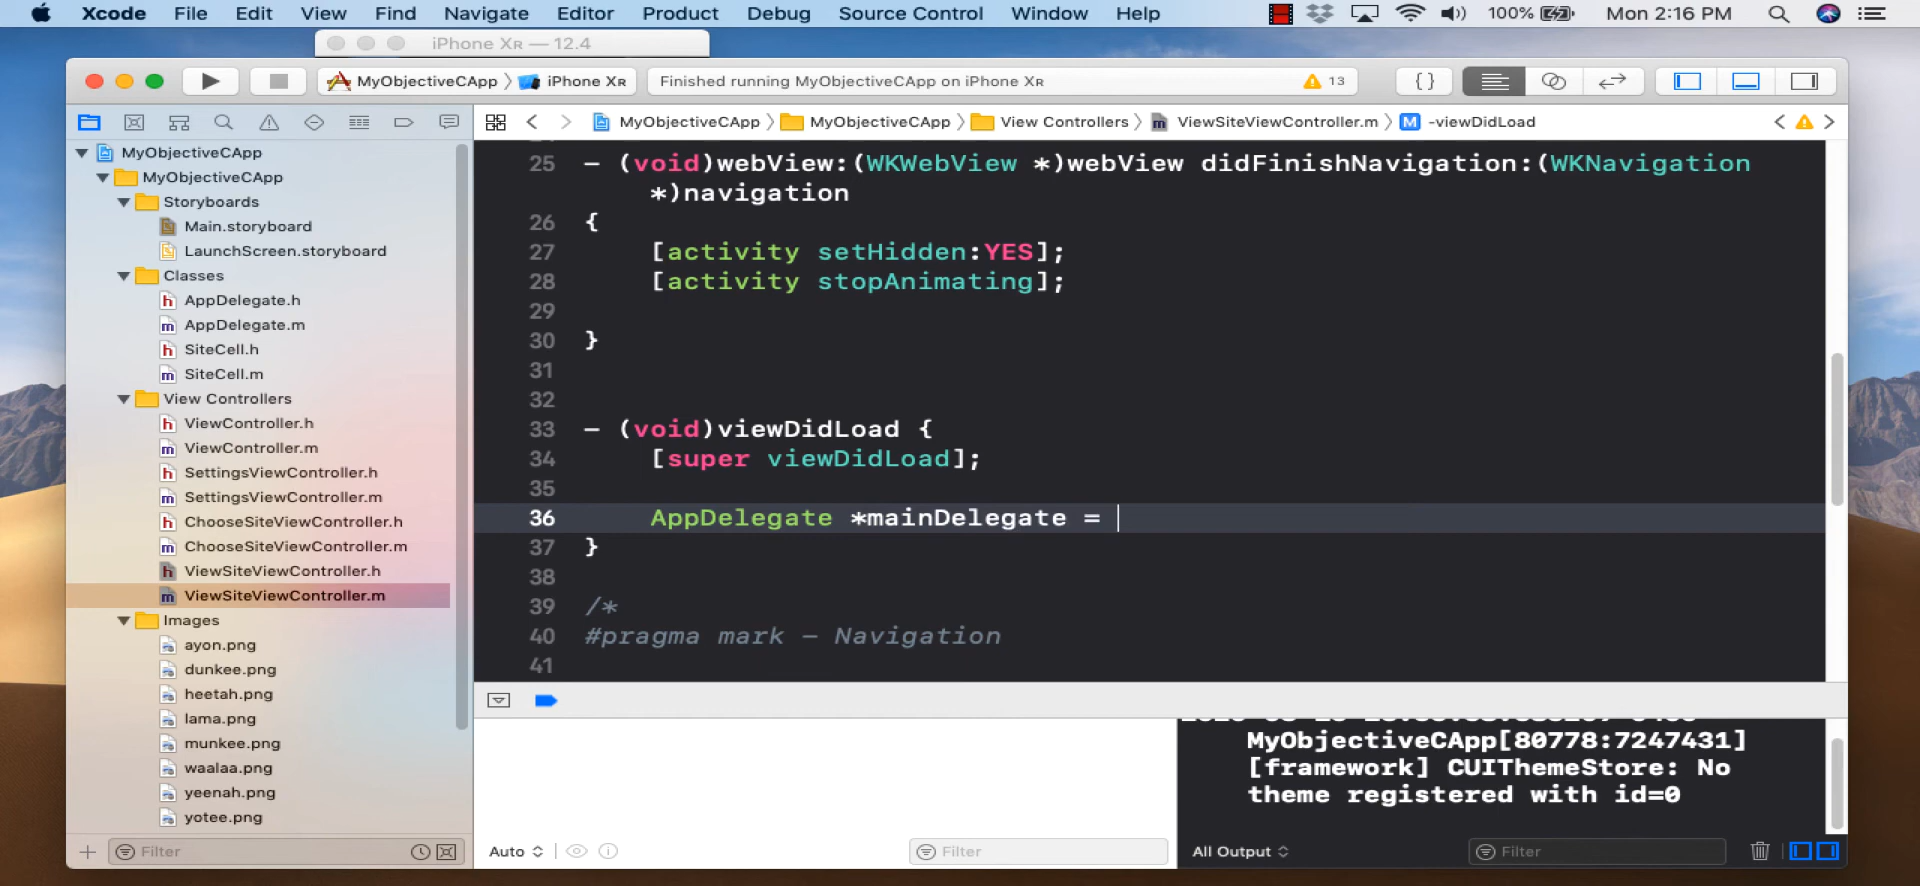 Xcode File Edit View Find Navigate Editor Product Debug Source Control Window Help 100% Mon 2:16 PM
iPhone XR — 12.4
MyObjectiveCApp iPhone XR Finished running MyObjectiveCApp on iPhone XR 13 { }
MyObjectiveCApp MyObjectiveCApp View Controllers ViewSiteViewController.m M -viewDidLoad
MyObjectiveCApp
MyObjectiveCApp
Storyboards
Main.storyboard
LaunchScreen.storyboard
Classes
h AppDelegate.h
m AppDelegate.m
h SiteCell.h
m SiteCell.m
View Controllers
h ViewController.h
m ViewController.m
h SettingsViewController.h
m SettingsViewController.m
h ChooseSiteViewController.h
m ChooseSiteViewController.m
h ViewSiteViewController.h
m ViewSiteViewController.m
Images
ayon.png
dunkee.png
heetah.png
lama.png
munkee.png
waalaa.png
yeenah.png
yotee.png
Filter
25 – (void)webView:(WKWebView *)webView didFinishNavigation:(WKNavigation
*)navigation
26 {
27 [activity setHidden:YES];
28 [activity stopAnimating];
29
30 }
31
32
33 – (void)viewDidLoad {
34 [super viewDidLoad];
35
36 AppDelegate *mainDelegate =
37 }
38
39 /*
40 #pragma mark – Navigation
41
MyObjectiveCApp[80778:7247431]
[framework] CUIThemeStore: No
theme registered with id=0
Auto Filter All Output Filter